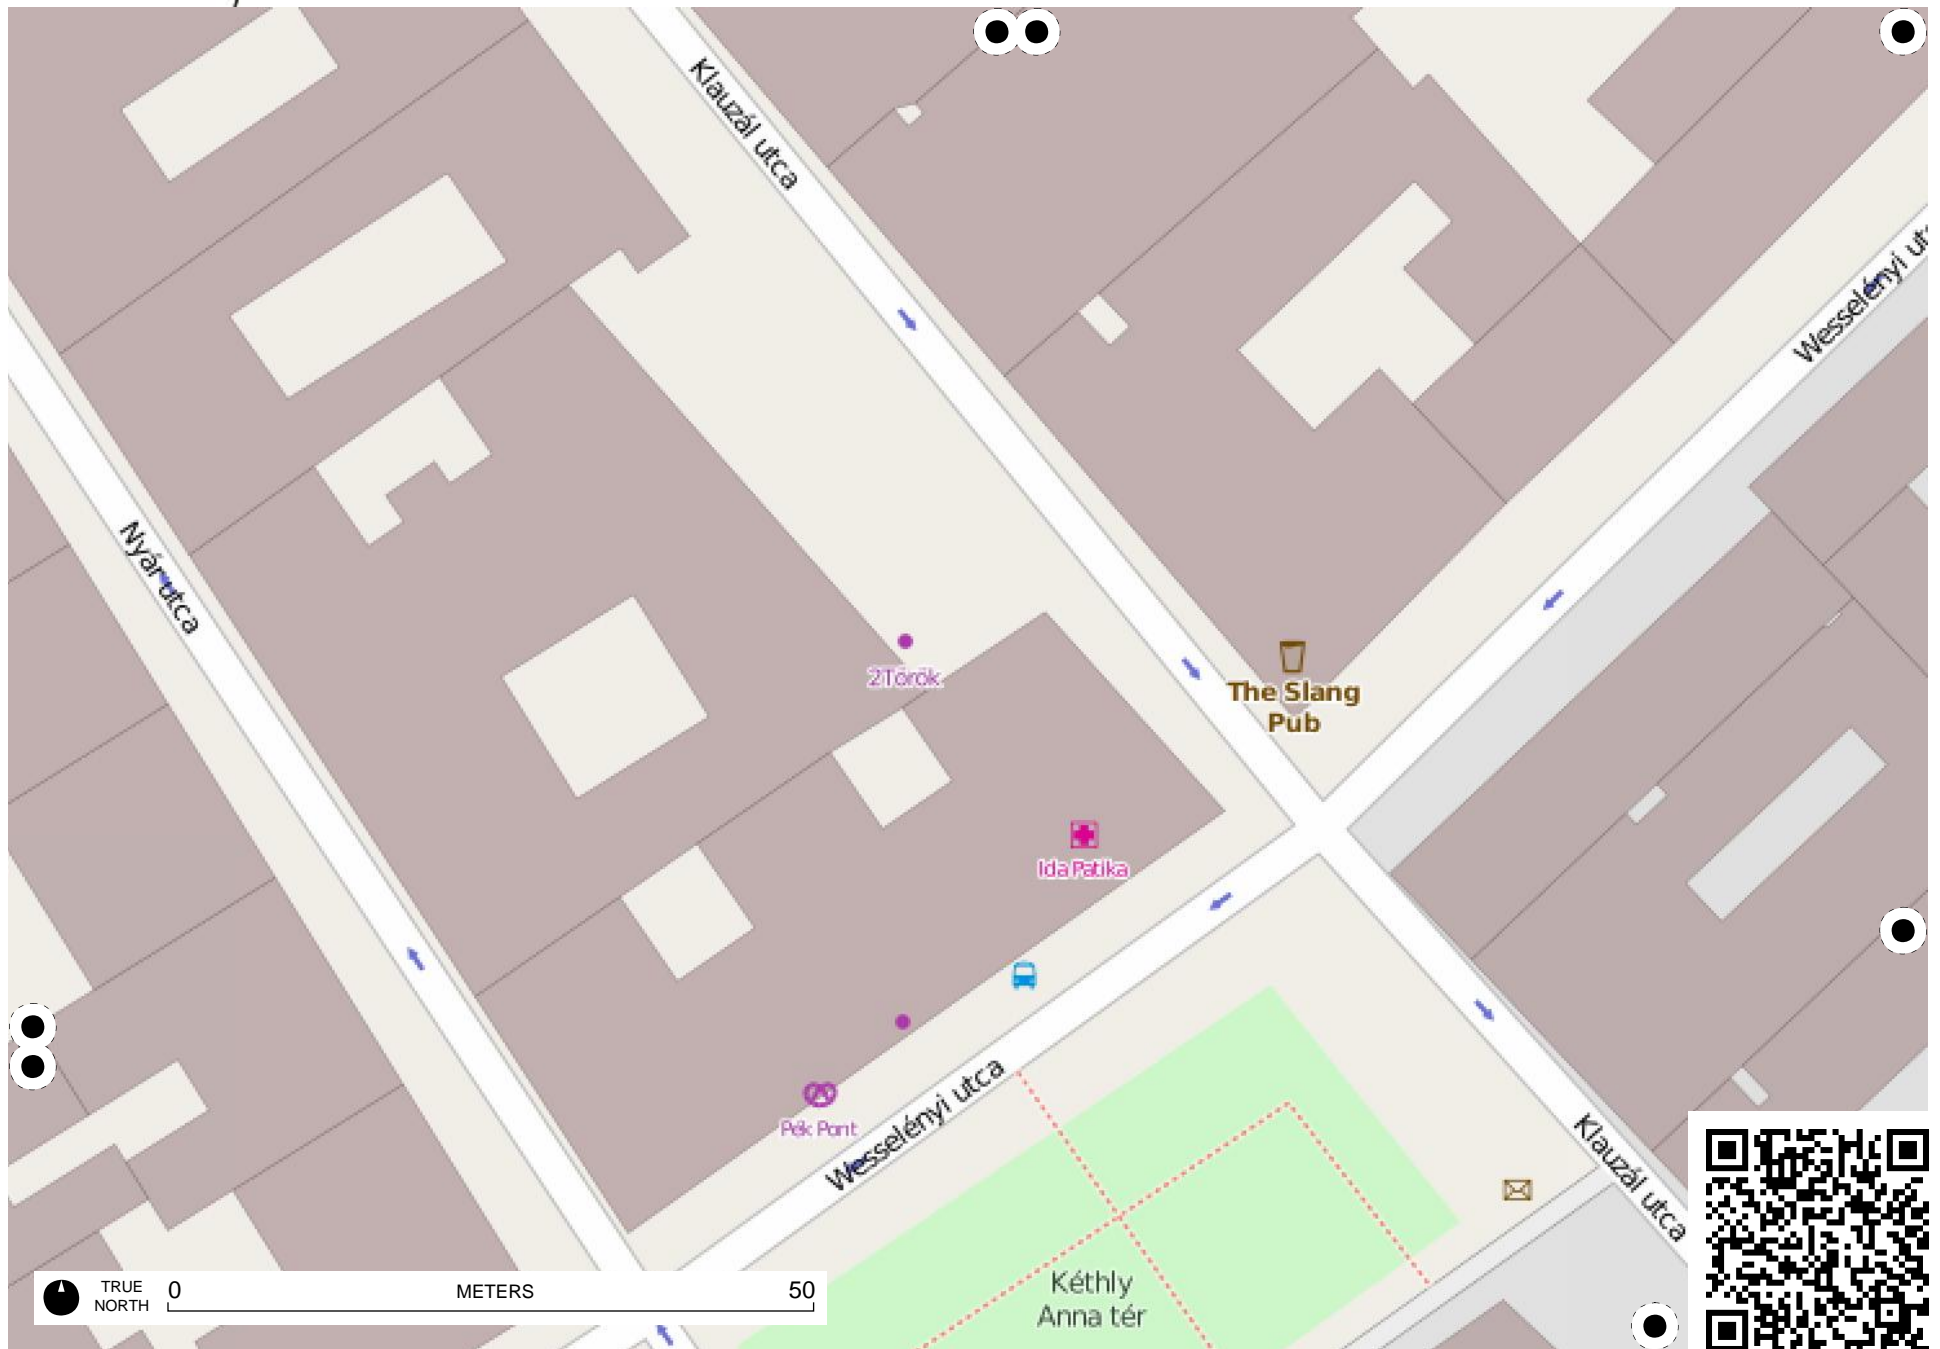 Klauzál utca
Wesselényi utc
Nyár utca
2Török
The Slang
Pub
Ida Patika
Pék Pont
Wesselényi utca
Klauzál utca
Kéthly
Anna tér
TRUE
NORTH
0 METERS 50